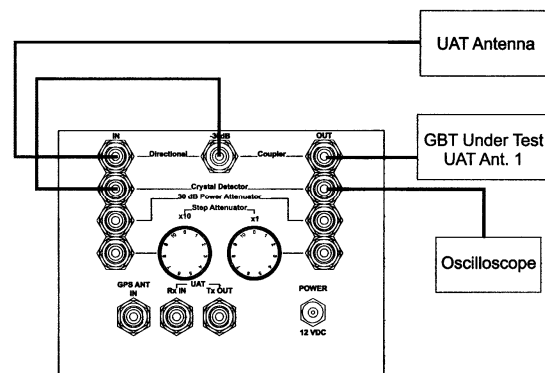 UAT Antenna
IN
-30dB
OUT
Directional
Coupler
GBT Under Test
UAT Ant. 1
Crystal Detector
30 dB Power Attenuator
Step Attenuator
x10
x1
Oscilloscope
GPS ANT
IN
UAT
Rx IN
Tx OUT
POWER
12 VDC